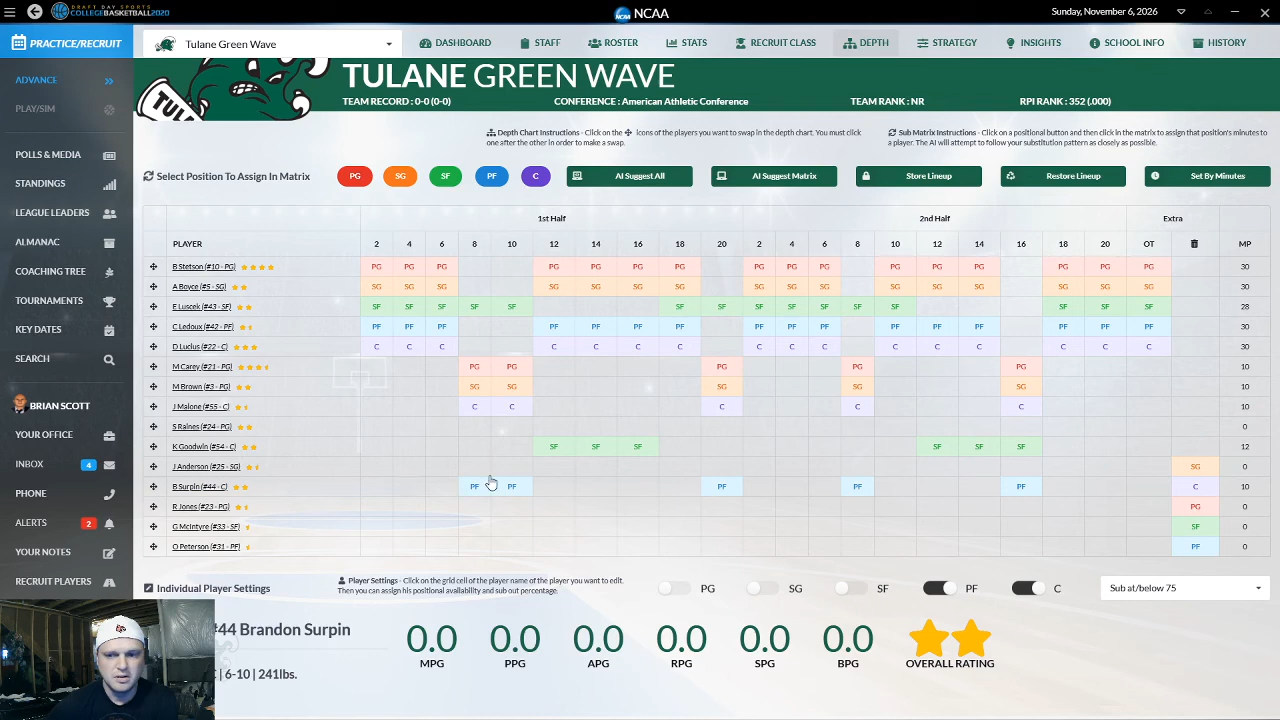 DRAFT DAY SPORTS
COLLEGEBASKETBALL2020
NCAA
Sunday, November 6, 2026
PRACTICE/RECRUIT
Tulane Green Wave
DASHBOARD
STAFF
ROSTER
STATS
RECRUIT CLASS
DEPTH
STRATEGY
INSIGHTS
SCHOOL INFO
HISTORY
ADVANCE
PLAY/SIM
POLLS & MEDIA
STANDINGS
LEAGUE LEADERS
ALMANAC
COACHING TREE
TOURNAMENTS
KEY DATES
SEARCH
BRIAN SCOTT
YOUR OFFICE
INBOX 4
PHONE
ALERTS 2
YOUR NOTES
RECRUIT PLAYERS
TULANE GREEN WAVE
TEAM RECORD : 0-0 (0-0) CONFERENCE : American Athletic Conference TEAM RANK : NR RPI RANK : 352 (.000)
Depth Chart Instructions - Click on the icons of the players you want to swap in the depth chart. You must click
one after the other in order to make a swap.
Sub Matrix Instructions - Click on a positional button and then click in the matrix to assign that position's minutes to
a player. The AI will attempt to follow your substitution pattern as closely as possible.
Select Position To Assign In Matrix PG SG SF PF C AI Suggest All AI Suggest Matrix Store Lineup Restore Lineup Set By Minutes
1st Half 2nd Half Extra
PLAYER 2 4 6 8 10 12 14 16 18 20 2 4 6 8 10 12 14 16 18 20 OT MP
B Stetson (#10 - PG) PG PG PG PG PG PG PG PG PG PG PG PG PG PG PG PG 30
A Boyce (#5 - SG) SG SG SG SG SG SG SG SG SG SG SG SG SG SG SG SG 30
E Luscek (#43 - SF) SF SF SF SF SF SF SF SF SF SF SF SF SF SF SF 28
C Ledoux (#42 - PF) PF PF PF PF PF PF PF PF PF PF PF PF PF PF PF PF 30
D Lucius (#22 - C) C C C C C C C C C C C C C C C C 30
M Carey (#21 - PG) PG PG PG PG PG 10
M Brown (#3 - PG) SG SG SG SG SG 10
J Malone (#55 - C) C C C C C 10
S Raines (#24 - PG) 0
K Goodwin (#54 - C) SF SF SF SF SF SF 12
J Anderson (#25 - SG) SG 0
B Surpin (#44 - C) PF PF PF PF PF C 10
R Jones (#23 - PG) PG 0
G McIntyre (#33 - SF) SF 0
O Peterson (#31 - PF) PF 0
Individual Player Settings
Player Settings - Click on the grid cell of the player name of the player you want to edit.
Then you can assign his positional availability and sub out percentage.
PG SG SF PF C Sub at/below 75
#44 Brandon Surpin
| 6-10 | 241lbs.
0.0 0.0 0.0 0.0 0.0 0.0
MPG PPG APG RPG SPG BPG OVERALL RATING